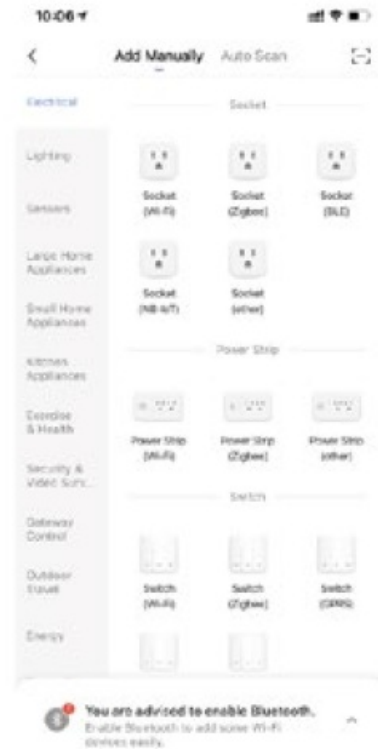 10:06
Add Manually Auto Scan
Electrical
Socket
Lighting
Socket
(Wi-Fi)
Socket
(Zigbee)
Socket
(BLE)
Sensors
Large Home
Appliances
Socket
(NB-IoT)
Socket
(other)
Small Home
Appliances
Power Strip
Kitchen
Appliances
Exercise
& Health
Power Strip
(Wi-Fi)
Power Strip
(Zigbee)
Power Strip
(other)
Security &
Video Surv...
Switch
Gateway
Control
Outdoor
Travel
Switch
(Wi-Fi)
Switch
(Zigbee)
Switch
(GPRS)
Energy
You are advised to enable Bluetooth.
Enable Bluetooth to add some Wi-Fi
devices easily.